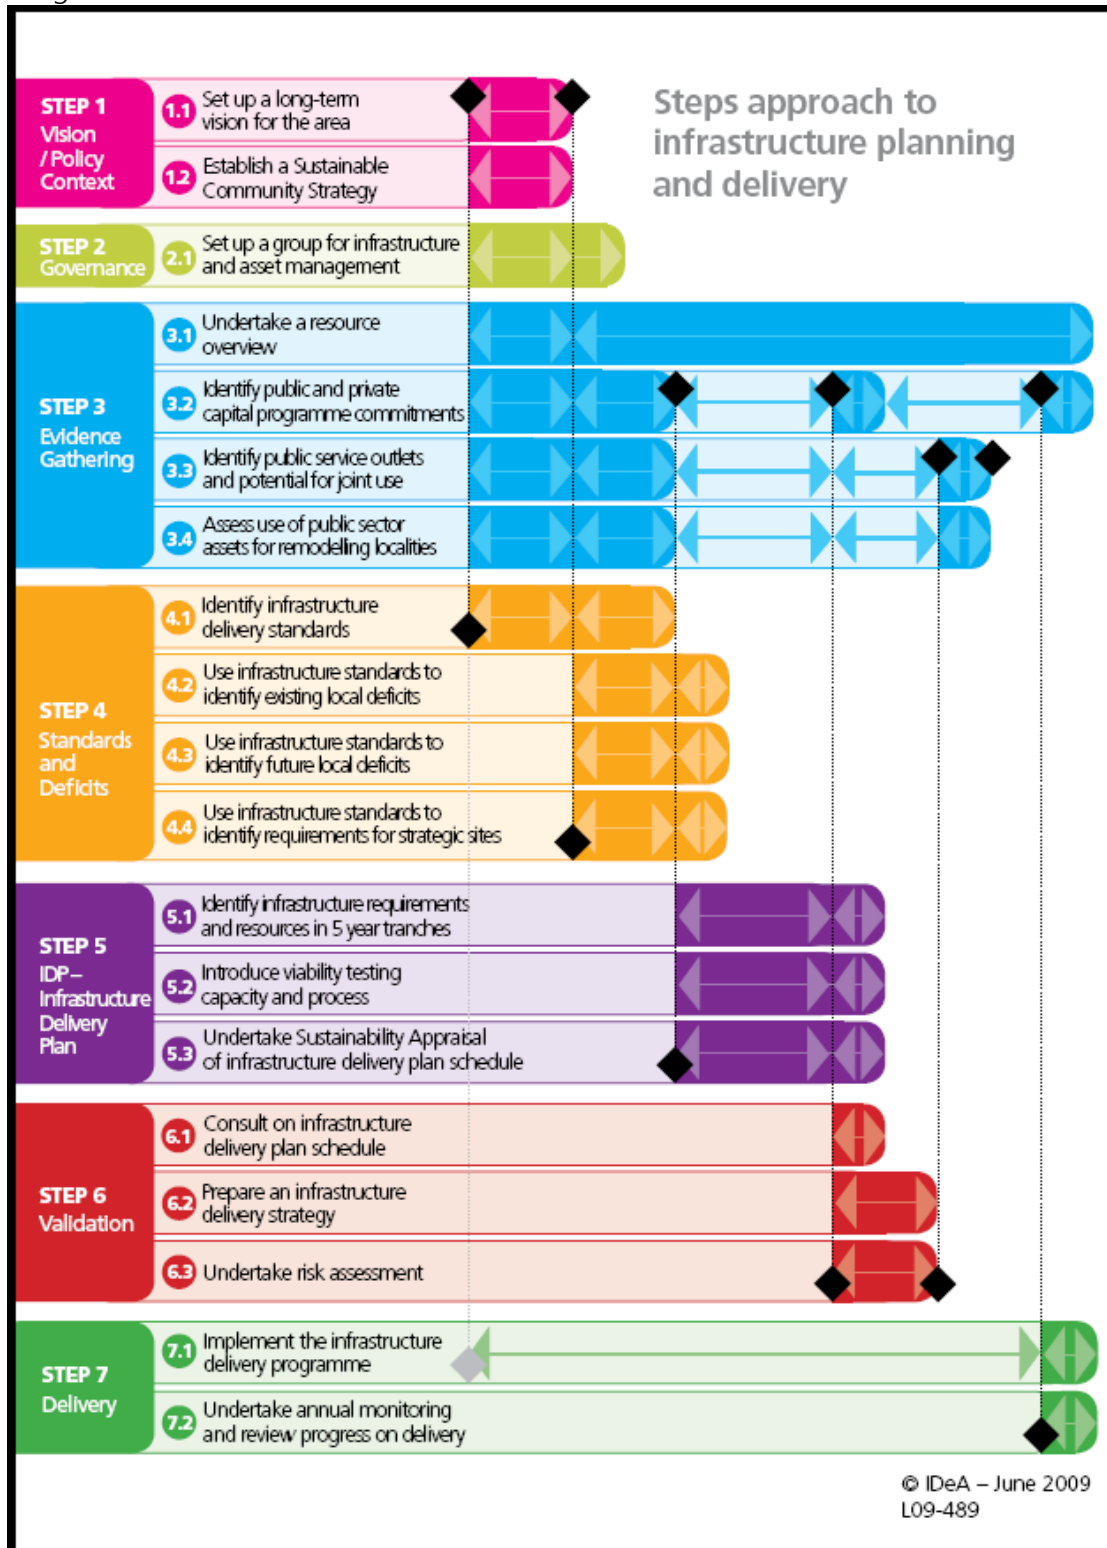 Steps approach to
infrastructure planning
and delivery
STEP 1
Vision
/ Policy
Context
1.1 Set up a long-term
vision for the area
1.2 Establish a Sustainable
Community Strategy
STEP 2
Governance
2.1 Set up a group for infrastructure
and asset management
STEP 3
Evidence
Gathering
3.1 Undertake a resource
overview
3.2 Identify public and private
capital programme commitments
3.3 Identify public service outlets
and potential for joint use
3.4 Assess use of public sector
assets for remodelling localities
STEP 4
Standards
and
Deficits
4.1 Identify infrastructure
delivery standards
4.2 Use infrastructure standards to
identify existing local deficits
4.3 Use infrastructure standards to
identify future local deficits
4.4 Use infrastructure standards to
identify requirements for strategic sites
STEP 5
IDP –
Infrastructure
Delivery
Plan
5.1 Identify infrastructure requirements
and resources in 5 year tranches
5.2 Introduce viability testing
capacity and process
5.3 Undertake Sustainability Appraisal
of infrastructure delivery plan schedule
STEP 6
Validation
6.1 Consult on infrastructure
delivery plan schedule
6.2 Prepare an infrastructure
delivery strategy
6.3 Undertake risk assessment
STEP 7
Delivery
7.1 Implement the infrastructure
delivery programme
7.2 Undertake annual monitoring
and review progress on delivery
© IDeA – June 2009
L09-489